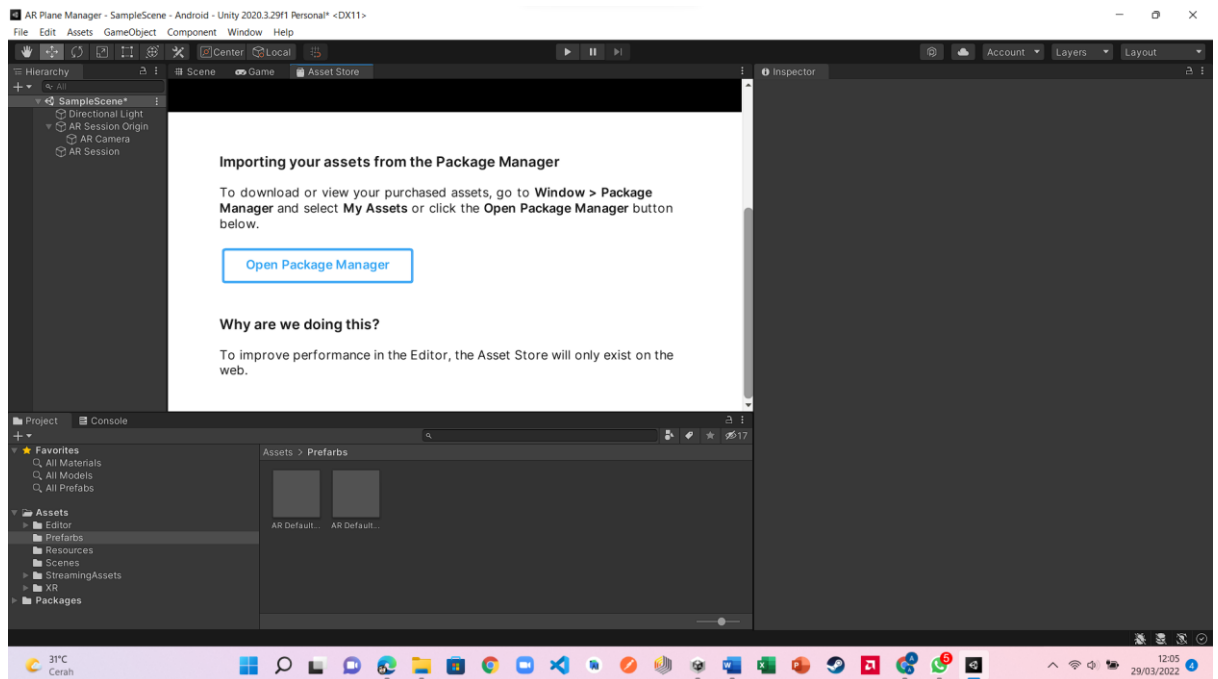 AR Plane Manager - SampleScene - Android - Unity 2020.3.29f1 Personal* <DX11>
File Edit Assets GameObject Component Window Help
Center Local Account Layers Layout
Hierarchy Scene Game Asset Store Inspector
All
SampleScene*
Directional Light
AR Session Origin
AR Camera
AR Session
Importing your assets from the Package Manager
To download or view your purchased assets, go to Window > Package
Manager and select My Assets or click the Open Package Manager button
below.
Open Package Manager
Why are we doing this?
To improve performance in the Editor, the Asset Store will only exist on the
web.
Project Console
17
Favorites
All Materials
All Models
All Prefabs
Assets
Editor
Prefarbs
Resources
Scenes
StreamingAssets
XR
Packages
Assets > Prefarbs
AR Default... AR Default...
31°C
Cerah
5
12:05
29/03/2022
4